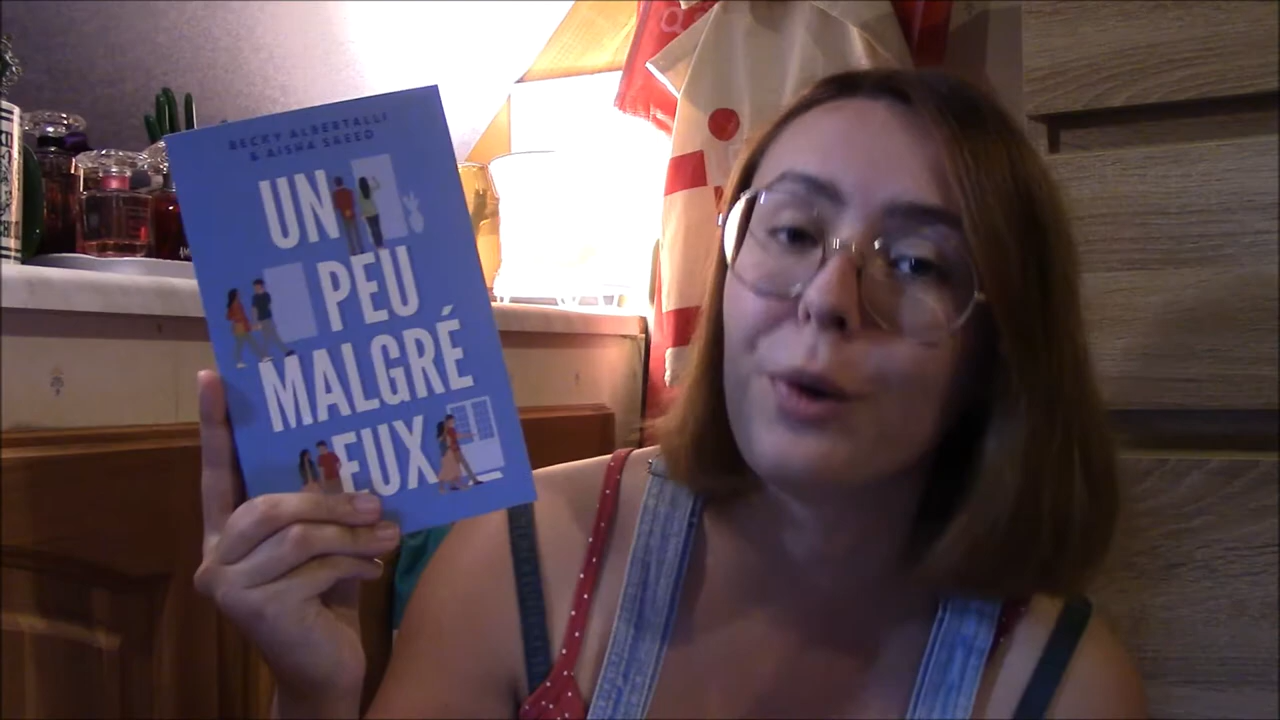 BECKY ALBERTALLI
& AISHA SAEED
UN
PEU
MALGRÉ
EUX